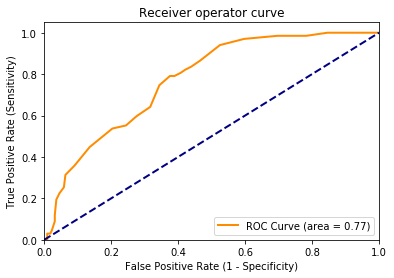 Receiver operator curve
True Positive Rate (Sensitivity)
1.0
0.8
0.6
0.4
0.2
0.0
0.0 0.2 0.4 0.6 0.8 1.0
ROC Curve (area = 0.77)
False Positive Rate (1 - Specificity)